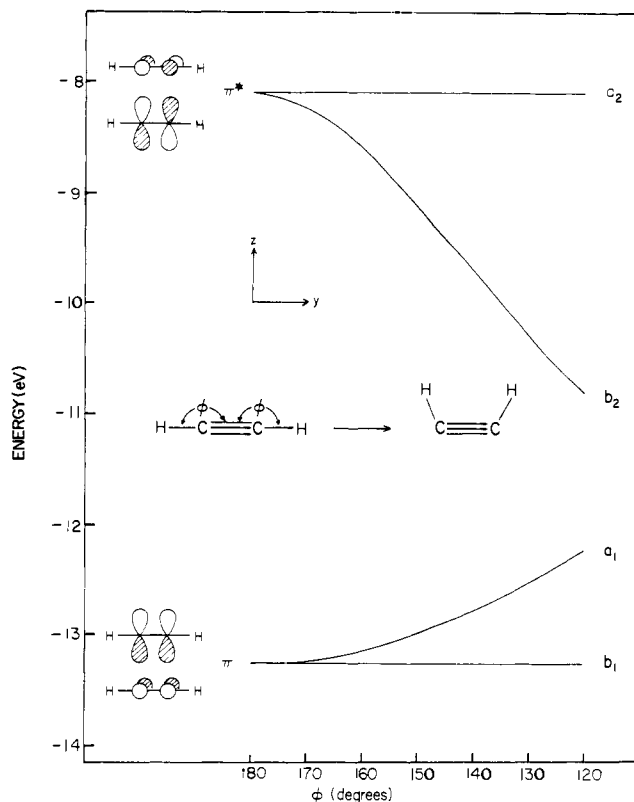 H H
π* a₂
-8
H H
-9
z
y
-10
ENERGY (eV)
H H
φ φ
H C C H C C
b₂
-11
-12
a₁
H H
-13
π b₁
H H
-14
180 170 160 150 140 130 120
φ (degrees)